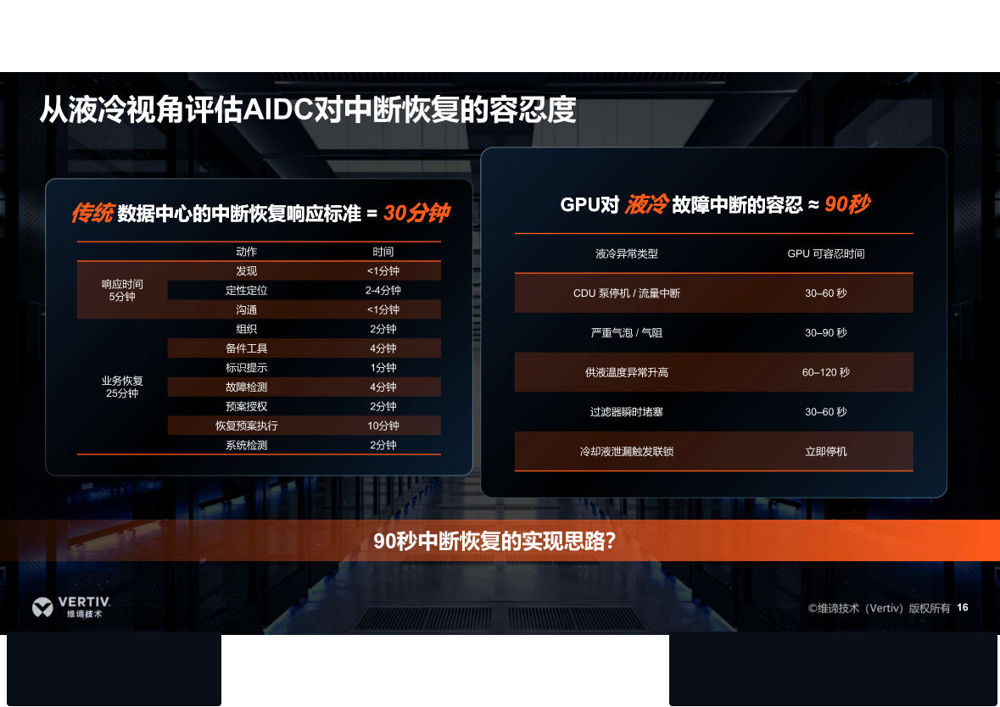 从液冷视角评估AIDC对中断恢复的容忍度
传统 数据中心的中断恢复响应标准 = 30分钟
动作 时间
响应时间
5分钟
发现 <1分钟
定性定位 2-4分钟
沟通 <1分钟
业务恢复
25分钟
组织 2分钟
备件工具 4分钟
标识提示 1分钟
故障检测 4分钟
预案授权 2分钟
恢复预案执行 10分钟
系统检测 2分钟
GPU对 液冷 故障中断的容忍 ≈ 90秒
液冷异常类型 GPU 可容忍时间
CDU 泵停机 / 流量中断 30–60 秒
严重气泡 / 气阻 30–90 秒
供液温度异常升高 60–120 秒
过滤器瞬时堵塞 30–60 秒
冷却液泄漏触发联锁 立即停机
90秒中断恢复的实现思路?
VERTIV
维谛技术
©维谛技术（Vertiv）版权所有 16